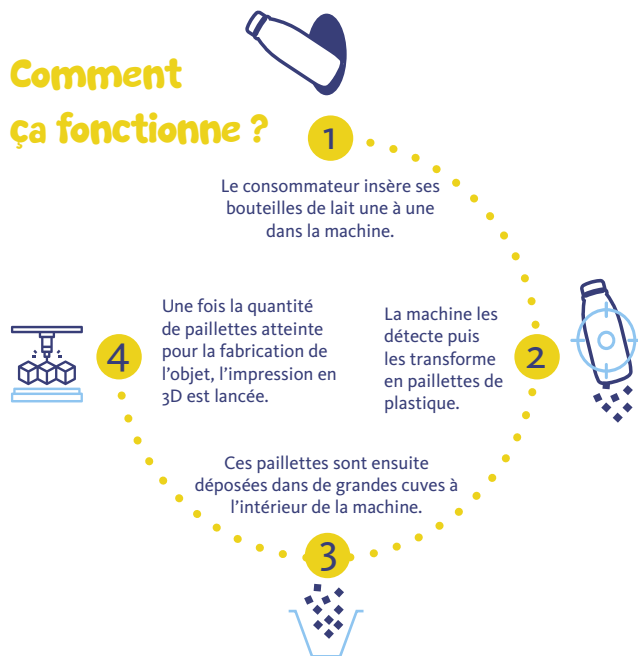 Comment
ça fonctionne ?
1
Le consommateur insère ses
bouteilles de lait une à une
dans la machine.
2
La machine les
détecte puis
les transforme
en paillettes de
plastique.
3
Ces paillettes sont ensuite
déposées dans de grandes cuves à
l’intérieur de la machine.
4
Une fois la quantité
de paillettes atteinte
pour la fabrication de
l’objet, l’impression en
3D est lancée.